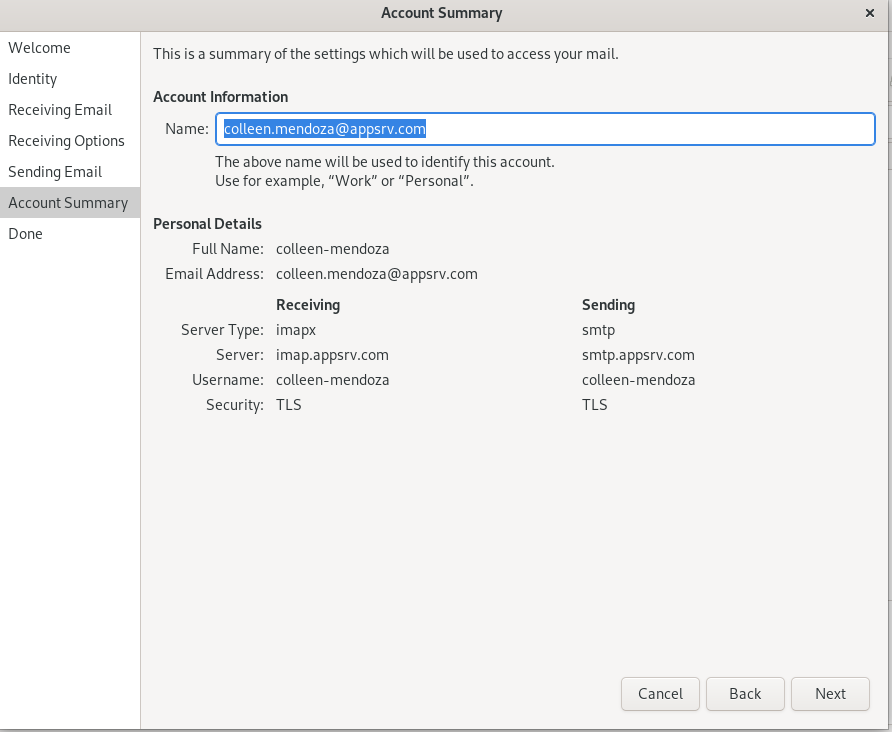 Account Summary
×
Welcome
Identity
Receiving Email
Receiving Options
Sending Email
Account Summary
Done
This is a summary of the settings which will be used to access your mail.
Account Information
Name: colleen.mendoza@appsrv.com
The above name will be used to identify this account.
Use for example, “Work” or “Personal”.
Personal Details
Full Name: colleen-mendoza
Email Address: colleen.mendoza@appsrv.com
Receiving Sending
Server Type: imapx smtp
Server: imap.appsrv.com smtp.appsrv.com
Username: colleen-mendoza colleen-mendoza
Security: TLS TLS
Cancel Back Next